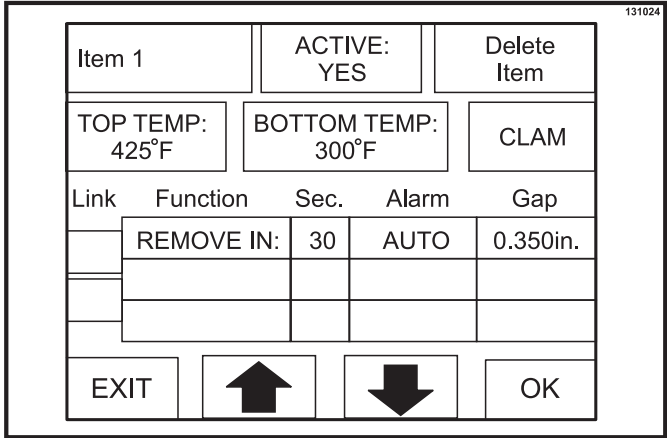 131024
Item 1
ACTIVE:
YES
Delete
Item
TOP TEMP:
425°F
BOTTOM TEMP:
300°F
CLAM
Link Function Sec. Alarm Gap
REMOVE IN: 30 AUTO 0.350in.
EXIT
OK